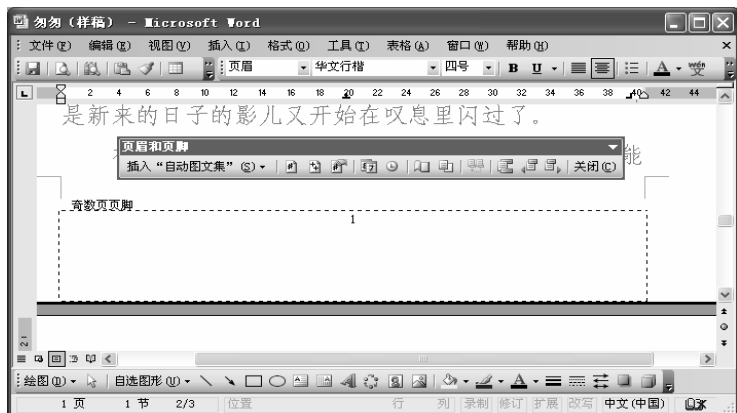 匆匆（样稿） - Microsoft Word
文件(F) 编辑(E) 视图(V) 插入(I) 格式(O) 工具(T) 表格(A) 窗口(W) 帮助(H)
页眉 华文行楷 四号 B U A wén 变
L 2 4 6 8 10 12 14 16 18 20 22 24 26 28 30 32 34 36 38 40 42 44
是新来的日子的影儿又开始在叹息里闪过了。
页眉和页脚
能
插入“自动图文集”(S) 关闭(C)
奇数页页脚
1
2
绘图(D) 自选图形(U) A
1 页 1 节 2/3 位置 行 列 录制 修订 扩展 改写 中文(中国)